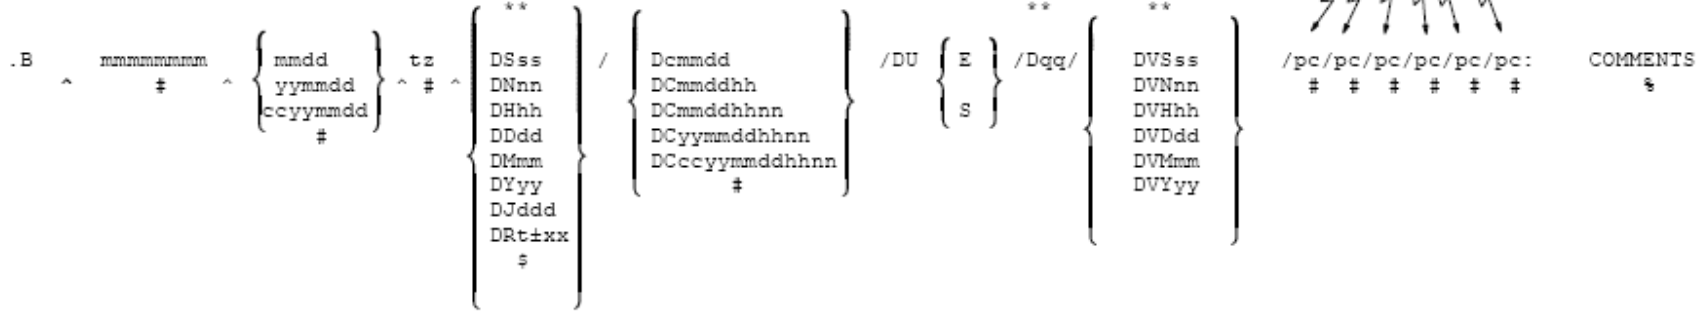 ** ** **
.B mmmmmmmm mmdd tz DSss / Dcmmdd /DU E /Dqq/ DVSss /pc/pc/pc/pc/pc/pc: COMMENTS
^ # ^ yymmdd ^ # ^ DNnn DCmmddhh DVNnn # # # # # # %
ccyymmdd DHhh DCmmddhhnn S DVHhh
# DDdd DCyymmddhhnn DVDdd
DMmm DCccyymmddhhnn DVMmm
DYyy # DVYyy
DJddd
DRt±xx
$